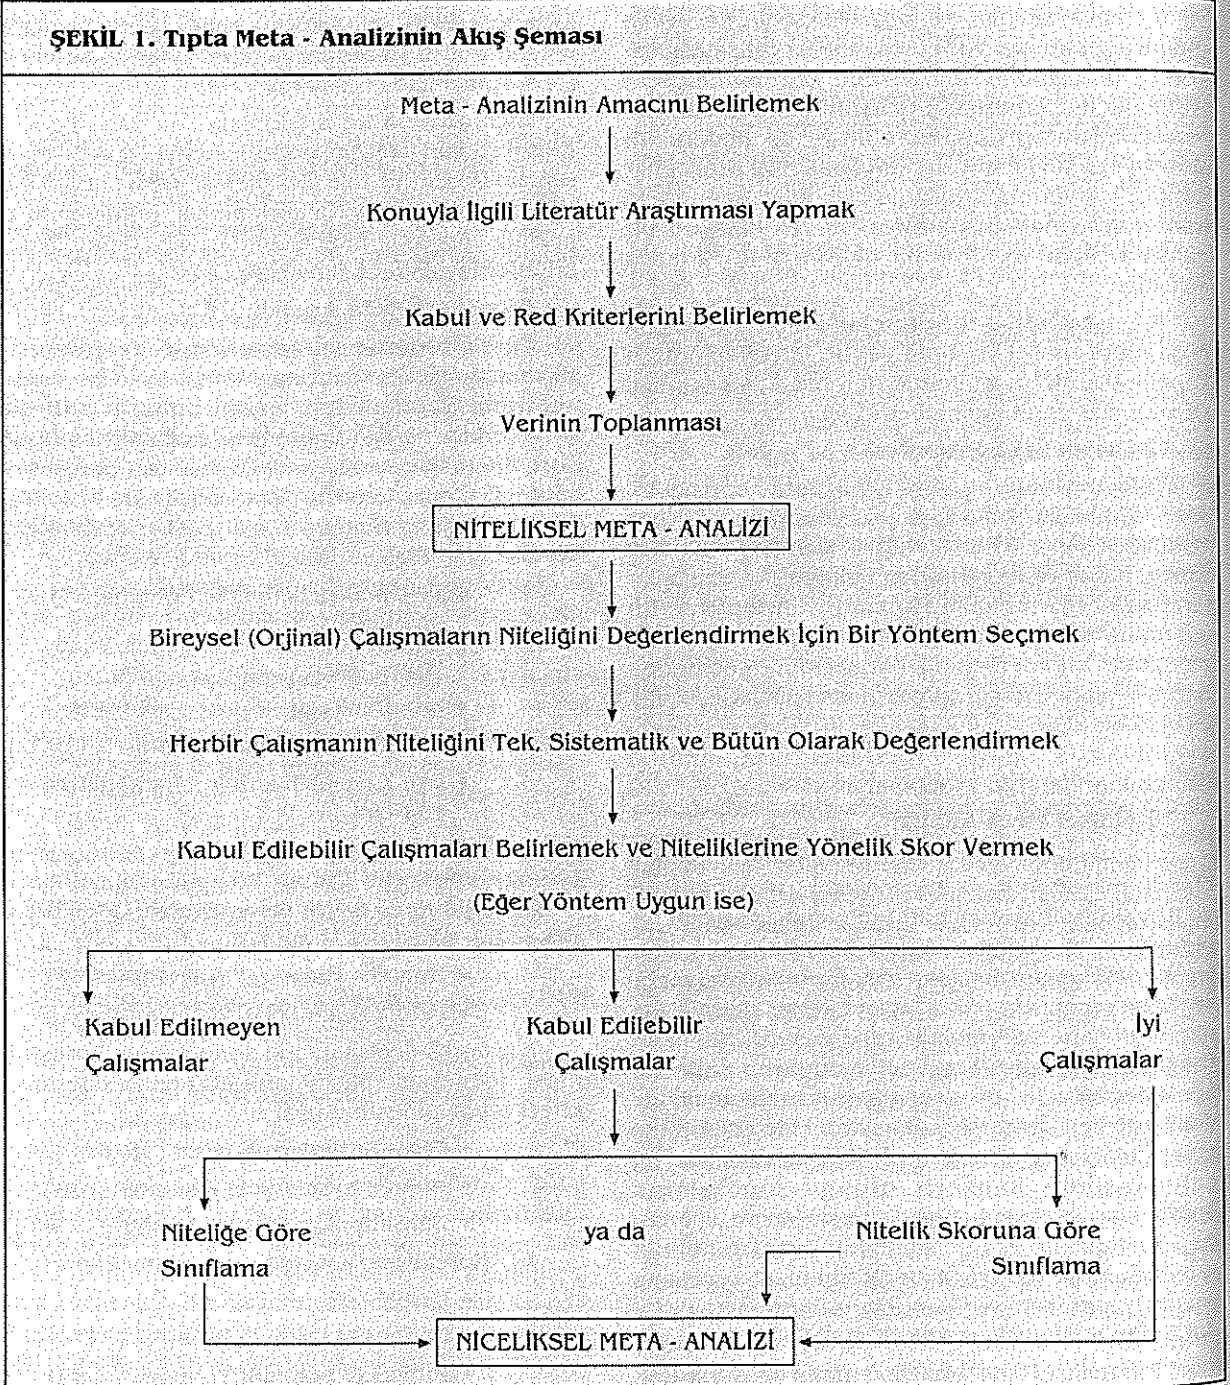 ŞEKİL 1. Tıpta Meta - Analizinin Akış Şeması
Meta - Analizinin Amacını Belirlemek
Konuyla İlgili Literatür Araştırması Yapmak
Kabul ve Red Kriterlerini Belirlemek
Verinin Toplanması
NİTELİKSEL META - ANALİZİ
Bireysel (Orjinal) Çalışmaların Niteliğini Değerlendirmek İçin Bir Yöntem Seçmek
Herbir Çalışmanın Niteliğini Tek, Sistematik ve Bütün Olarak Değerlendirmek
Kabul Edilebilir Çalışmaları Belirlemek ve Niteliklerine Yönelik Skor Vermek
(Eğer Yöntem Uygun ise)
Kabul Edilmeyen
Çalışmalar
Kabul Edilebilir
Çalışmalar
İyi
Çalışmalar
Niteliğe Göre
Sınıflama
ya da
Nitelik Skoruna Göre
Sınıflama
NİCELİKSEL META - ANALİZİ